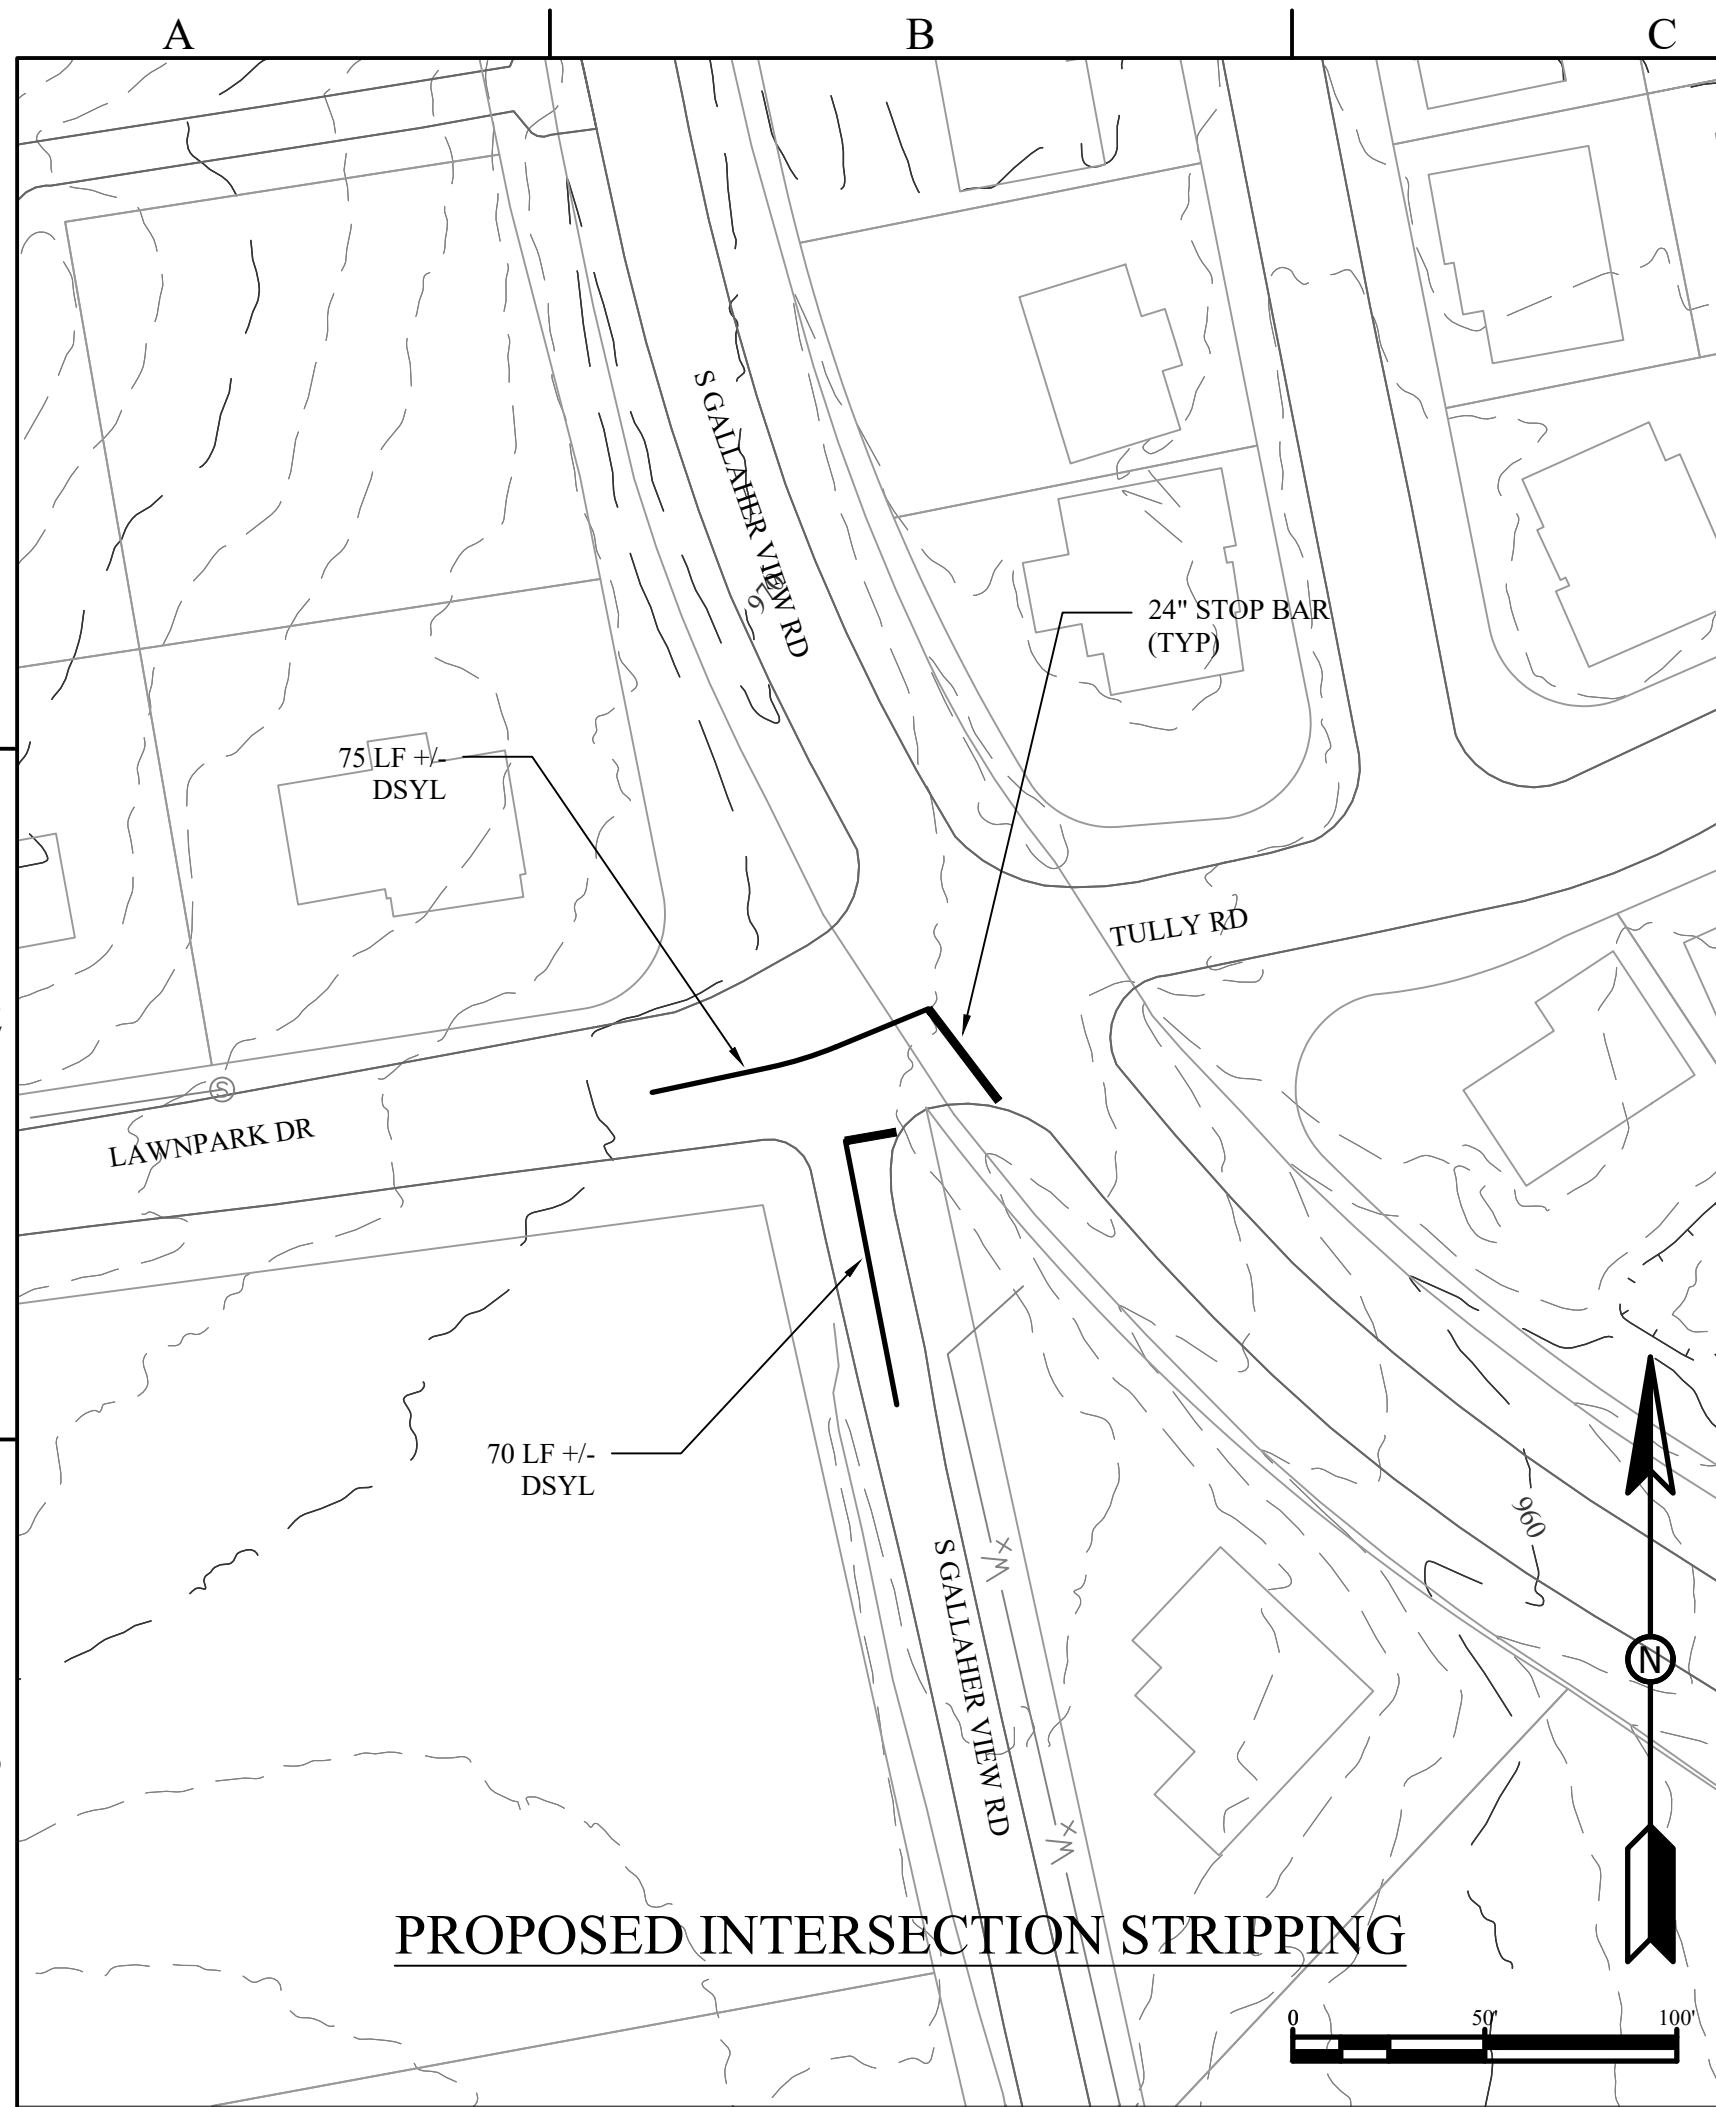 A
B
C
S GALLAHER VIEW RD
970
24" STOP BAR
(TYP)
75 LF +/-
DSYL
TULLY RD
S
LAWNPARK DR
70 LF +/-
DSYL
960
W
S GALLAHER VIEW RD
N
W
PROPOSED INTERSECTION STRIPPING
0 50' 100'